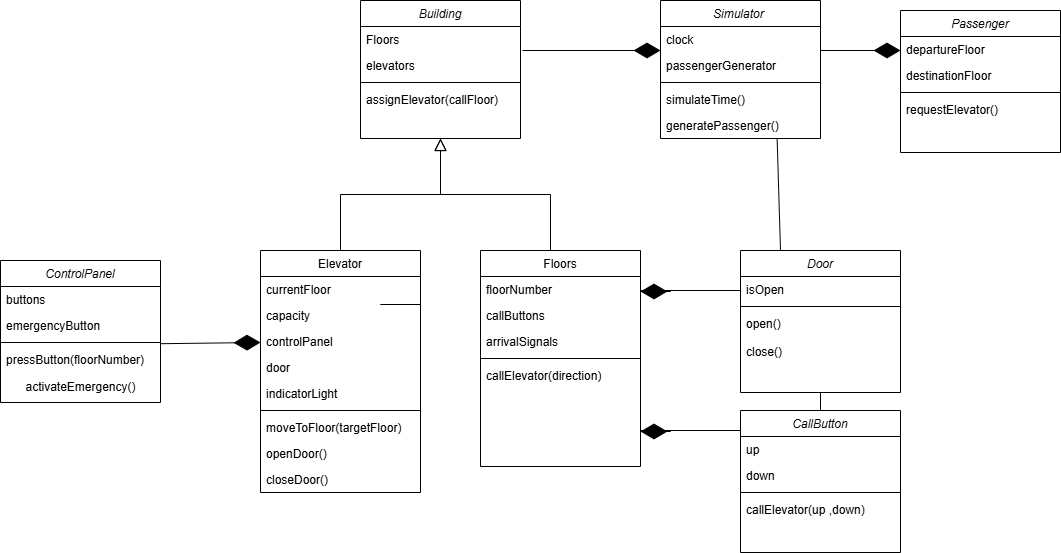 Building
Floors
elevators
assignElevator(callFloor)
Simulator
clock
passengerGenerator
simulateTime()
generatePassenger()
Passenger
departureFloor
destinationFloor
requestElevator()
ControlPanel
buttons
emergencyButton
pressButton(floorNumber)
activateEmergency()
Elevator
currentFloor
capacity
controlPanel
door
indicatorLight
moveToFloor(targetFloor)
openDoor()
closeDoor()
Floors
floorNumber
callButtons
arrivalSignals
callElevator(direction)
Door
isOpen
open()
close()
CallButton
up
down
callElevator(up ,down)